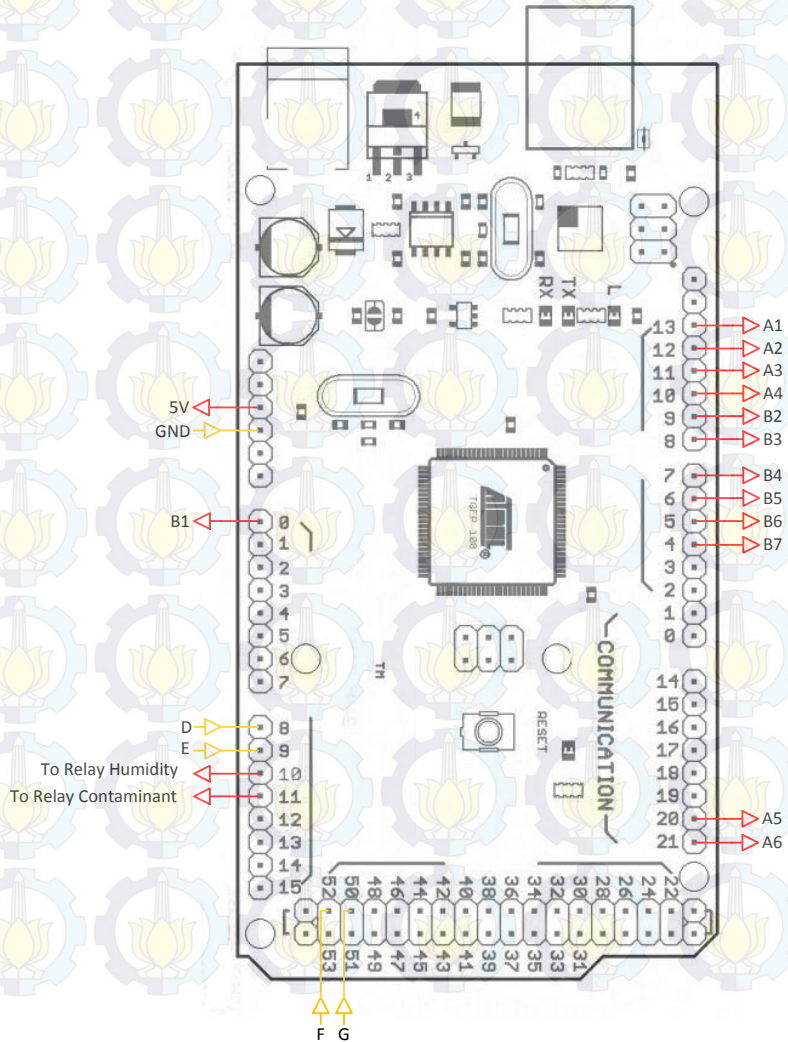 1 2 3
4
RX
TX
L
13 A1
12 A2
11 A3
10 A4
9 B2
8 B3
5V
GND
7 B4
6 B5
5 B6
4 B7
3
2
1
0
B1 0
1
2
3
4
5
6
7
TQFP 100
®
TM
RESET
COMMUNICATION
14
15
16
17
18
19
20 A5
21 A6
D 8
E 9
To Relay Humidity 10
To Relay Contaminant 11
12
13
14
15
52 50 48 46 44 42 40 38 36 34 32 30 28 26 24 22
53 51 49 47 45 43 41 39 37 35 33 31
F G